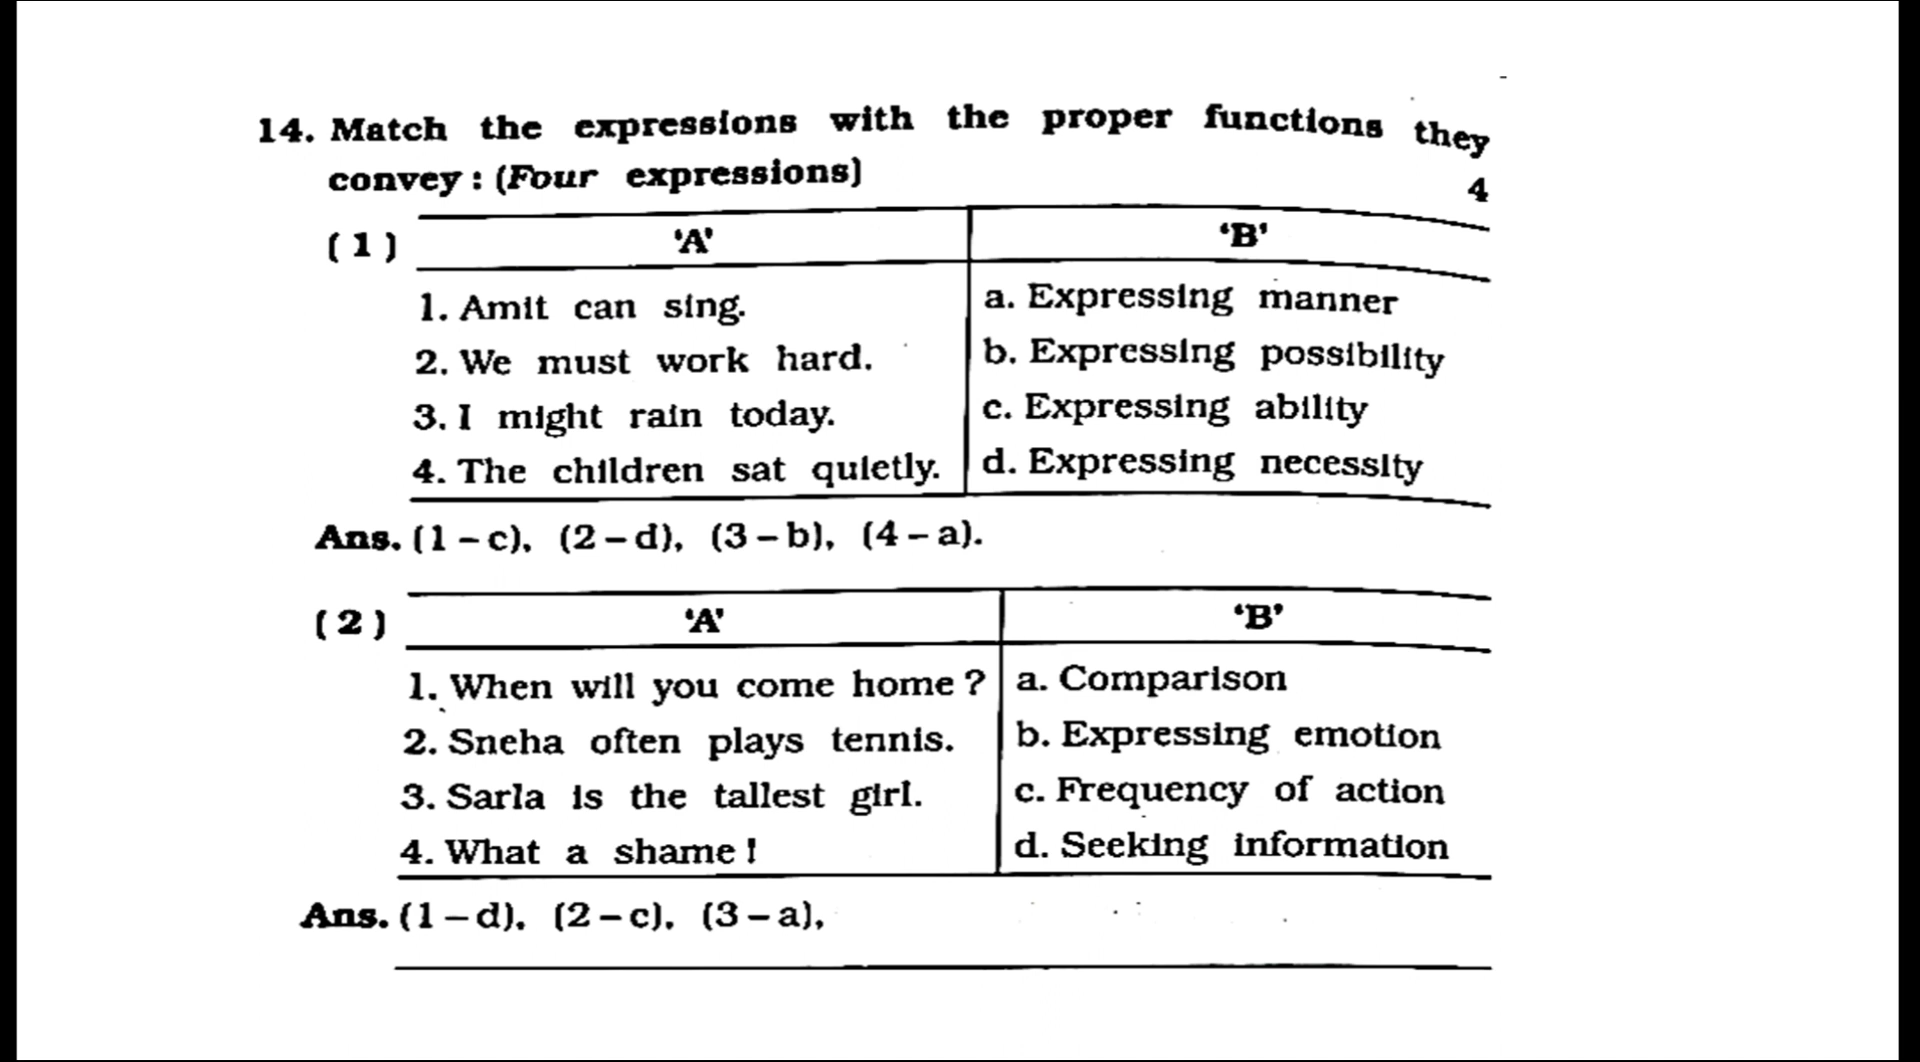 14. Match the expressions with the proper functions they
convey : (Four expressions)
4
(1) 'A' 'B'
1. Amit can sing. a. Expressing manner
2. We must work hard. b. Expressing possibility
3. I might rain today. c. Expressing ability
4. The children sat quietly. d. Expressing necessity
Ans. (1 – c), (2 – d), (3 – b), (4 – a).
(2) 'A' 'B'
1. When will you come home ? a. Comparison
2. Sneha often plays tennis. b. Expressing emotion
3. Sarla is the tallest girl. c. Frequency of action
4. What a shame ! d. Seeking information
Ans. (1 – d), (2 – c), (3 – a),